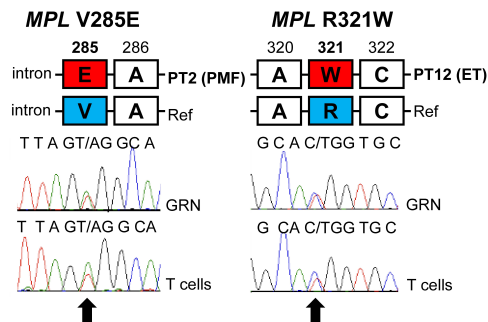 MPL V285E
285 286
intron E A PT2 (PMF)
intron V A Ref
T T A GT/AG GC A
GRN
T T AGT/AG G CA
T cells
MPL R321W
320 321 322
A W C PT12 (ET)
A R C Ref
G C A C/TGG T G C
GRN
G CA C/TGG TG C
T cells